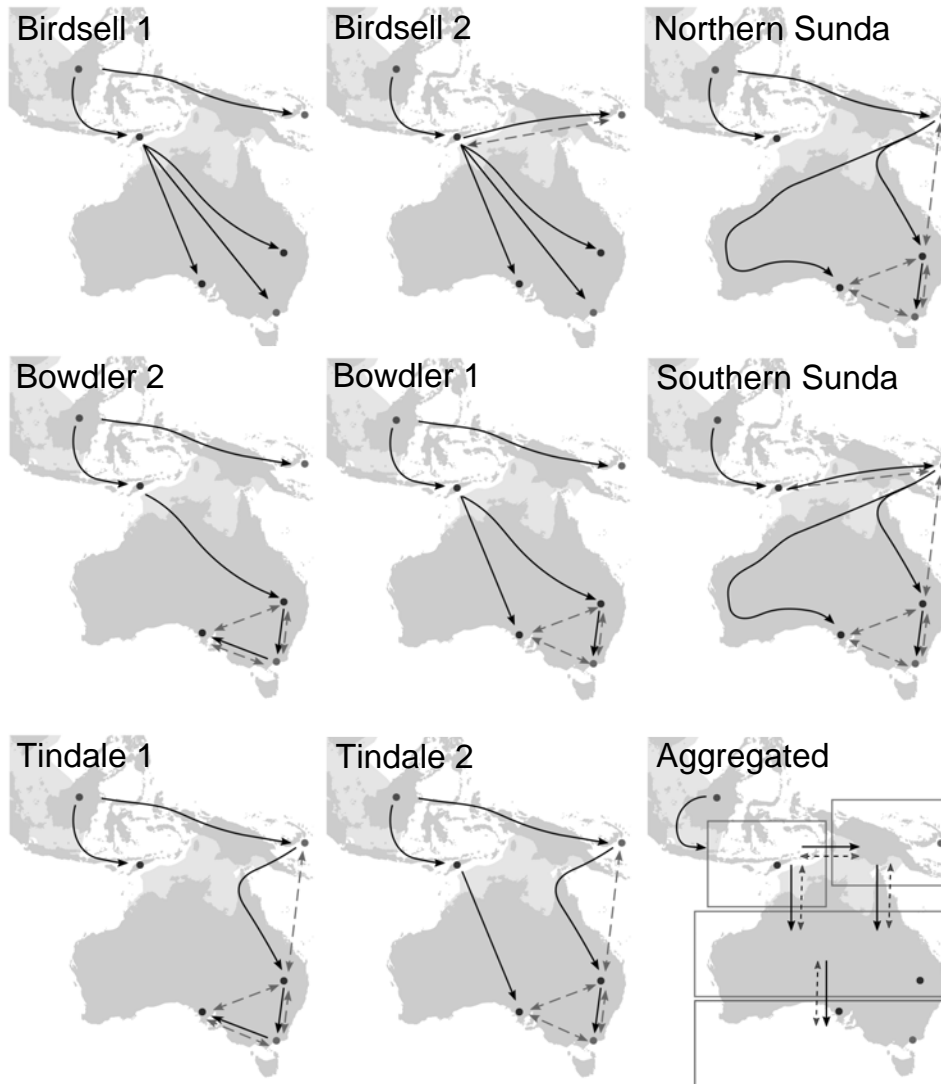 Birdsell 1
Birdsell 2
Northern Sunda
Bowdler 2
Bowdler 1
Southern Sunda
Tindale 1
Tindale 2
Aggregated